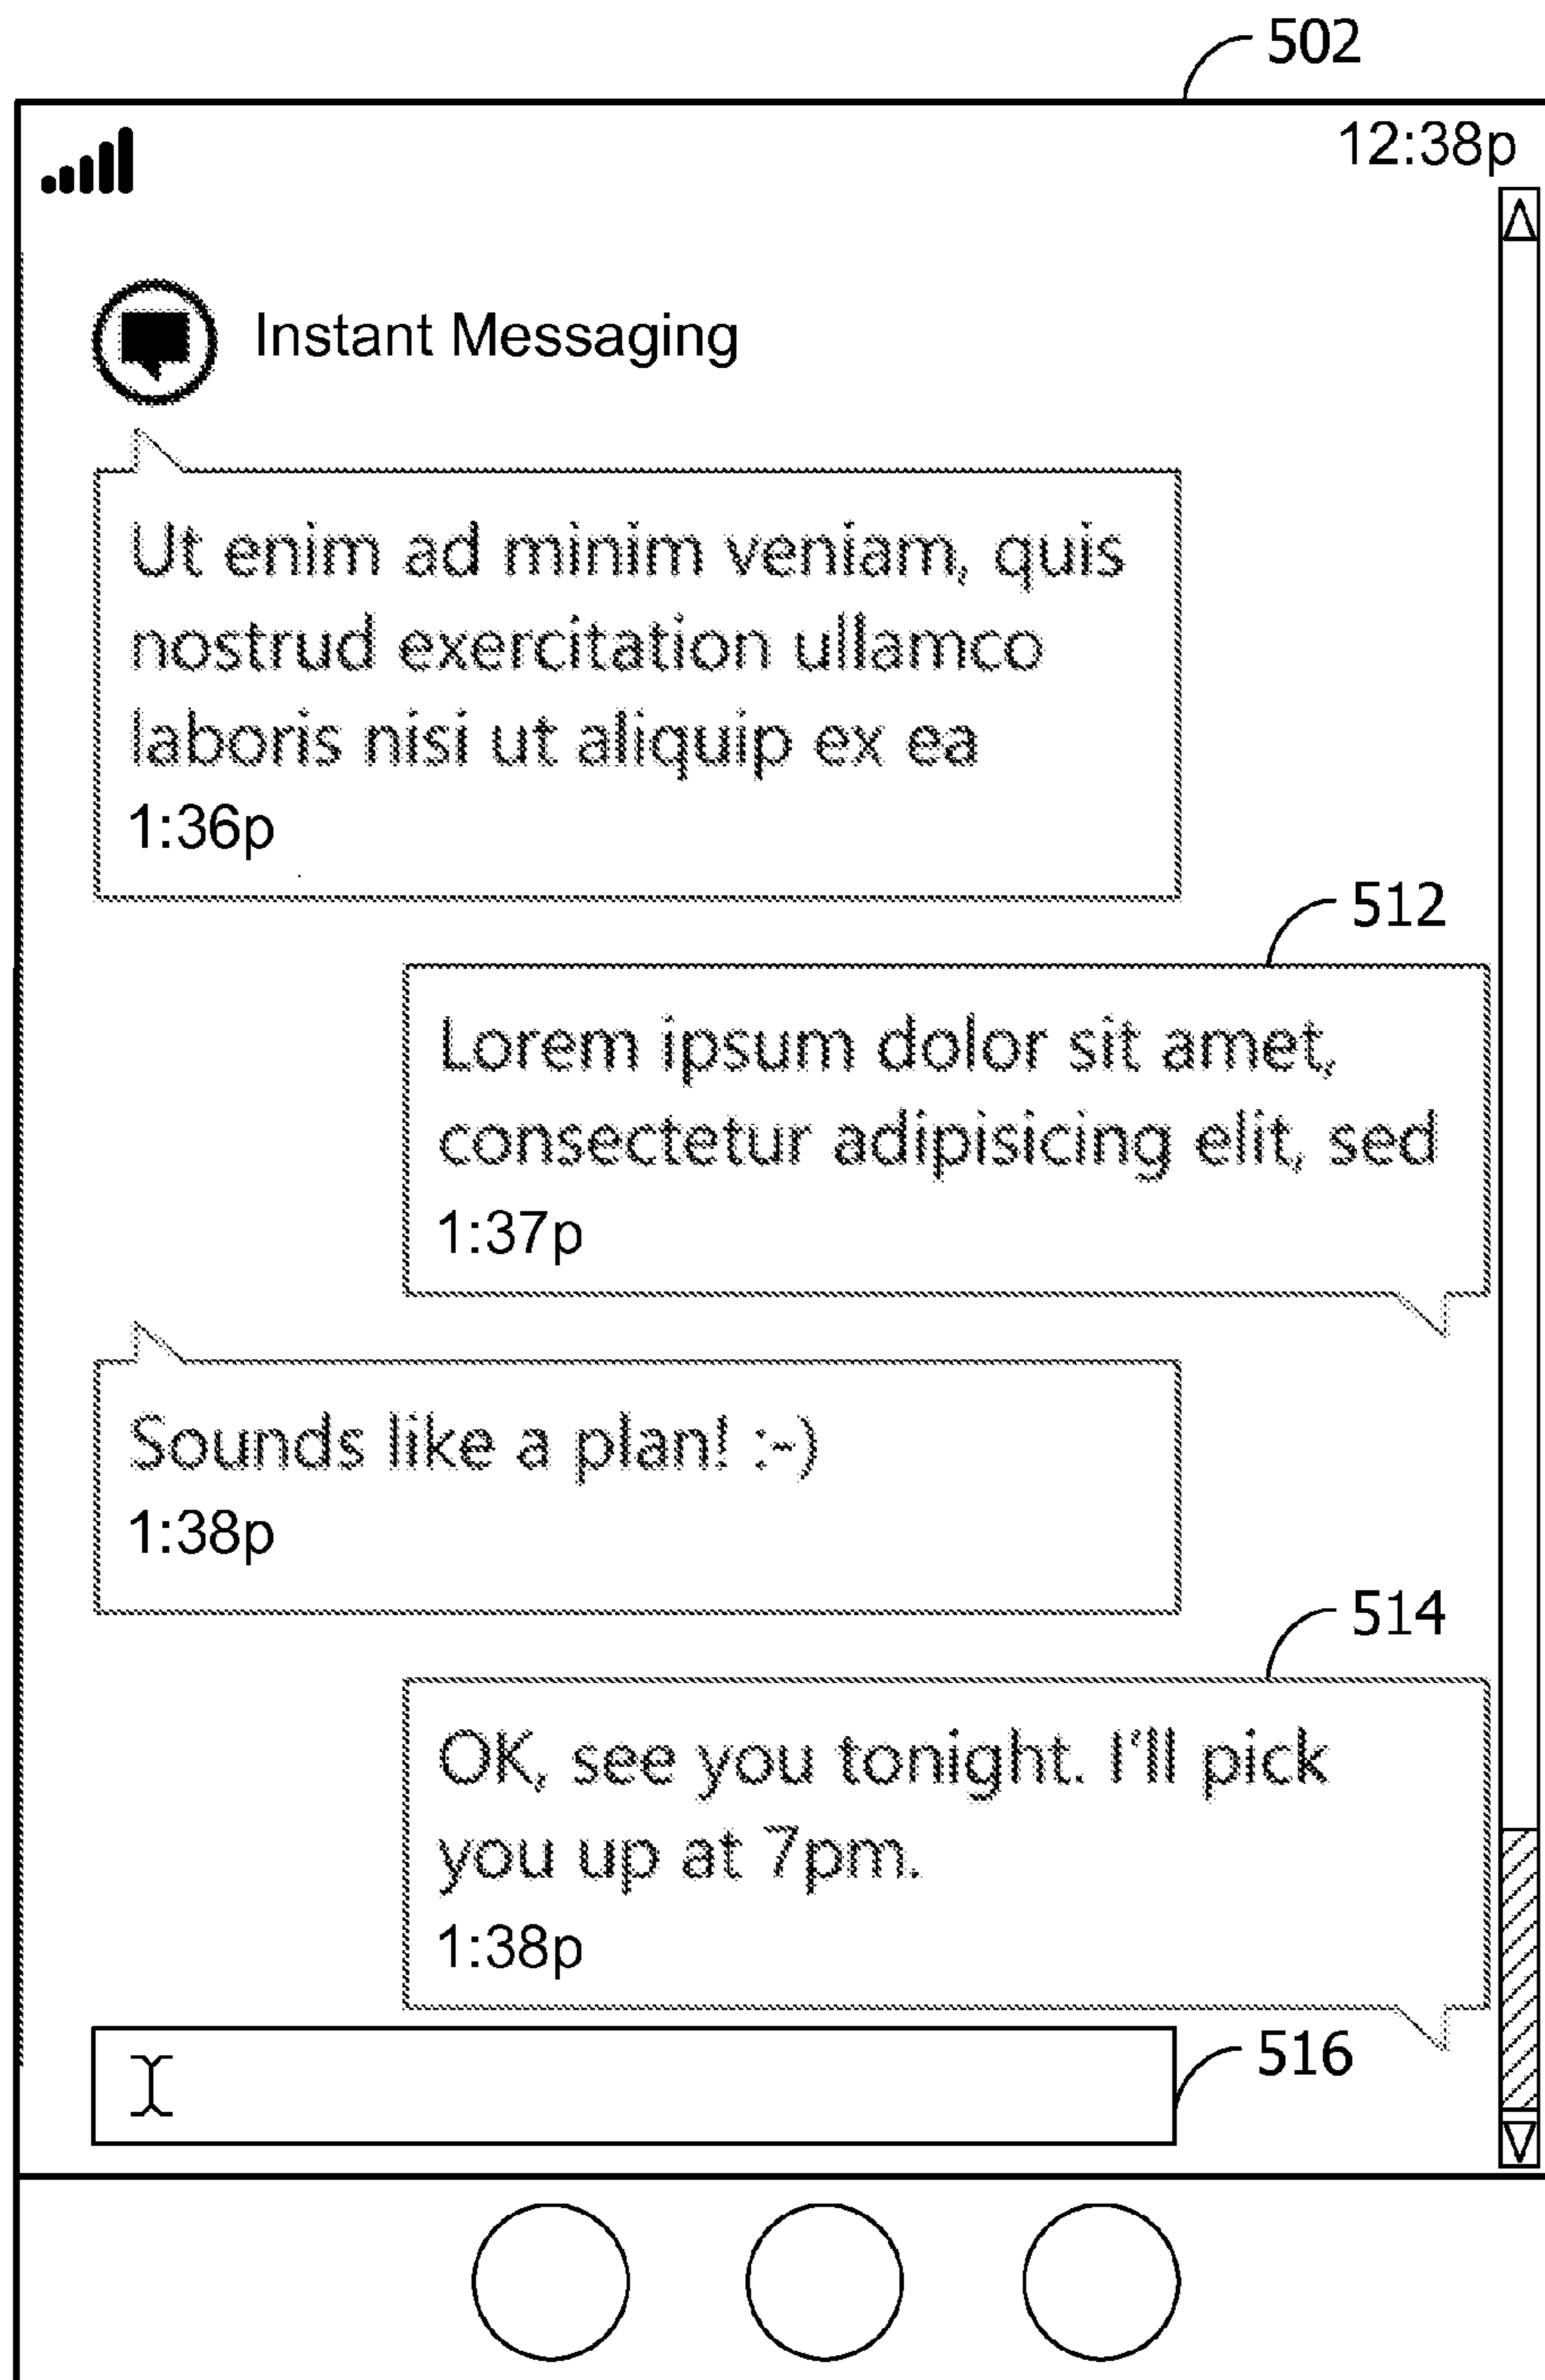 502
12:38p
Instant Messaging
Ut enim ad minim veniam, quis
nostrud exercitation ullamco
laboris nisi ut aliquip ex ea
1:36p
512
Lorem ipsum dolor sit amet,
consectetur adipisicing elit, sed
1:37p
Sounds like a plan! :-)
1:38p
514
OK, see you tonight. I'll pick
you up at 7pm.
1:38p
516